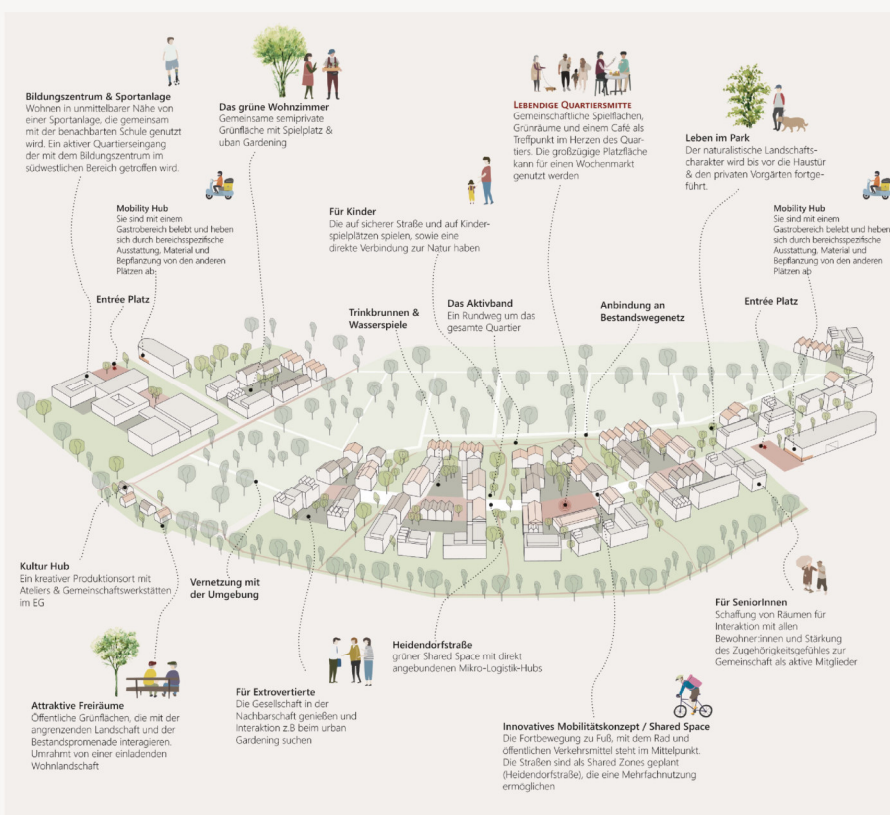 Bildungszentrum & Sportanlage
Wohnen in unmittelbarer Nähe von
einer Sportanlage, die gemeinsam
mit der benachbarten Schule genutzt
wird. Ein aktiver Quartierseingang
der mit dem Bildungszentrum im
südwestlichen Bereich getroffen wird.
Das grüne Wohnzimmer
Gemeinsame semiprivate
Grünfläche mit Spielplatz &
uban Gardening
LEBENDIGE QUARTIERSMITTE
Gemeinschaftliche Spielflächen,
Grünräume und einem Café als
Treffpunkt im Herzen des Quar-
tiers. Die großzügige Platzfläche
kann für einen Wochenmarkt
genutzt werden
Leben im Park
Der naturalistische Landschafts-
charakter wird bis vor die Haustür
& den privaten Vorgärten fortge-
führt.
Mobility Hub
Sie sind mit einem
Gastrobereich belebt und heben
sich durch bereichsspezifische
Ausstattung, Material und
Bepflanzung von den anderen
Plätzen ab
Für Kinder
Die auf sicherer Straße und auf Kinder-
spielplätzen spielen, sowie eine
direkte Verbindung zur Natur haben
Mobility Hub
Sie sind mit einem
Gastrobereich belebt und heben
sich durch bereichsspezifische
Ausstattung, Material und
Bepflanzung von den anderen
Plätzen ab
Entrée Platz
Trinkbrunnen &
Wasserspiele
Das Aktivband
Ein Rundweg um das
gesamte Quartier
Anbindung an
Bestandswegenetz
Entrée Platz
Kultur Hub
Ein kreativer Produktionsort mit
Ateliers & Gemeinschaftswerkstätten
im EG
Vernetzung mit
der Umgebung
Heidendorfstraße
grüner Shared Space mit direkt
angebundenen Mikro-Logistik-Hubs
Für SeniorInnen
Schaffung von Räumen für
Interaktion mit allen
Bewohner:innen und Stärkung
des Zugehörigkeitsgefühles zur
Gemeinschaft als aktive Mitglieder
Attraktive Freiräume
Öffentliche Grünflächen, die mit der
angrenzenden Landschaft und der
Bestandspromenade interagieren.
Umrahmt von einer einladenden
Wohnlandschaft
Für Extrovertierte
Die Gesellschaft in der
Nachbarschaft genießen und
Interaktion z.B beim urban
Gardening suchen
Innovatives Mobilitätskonzept / Shared Space
Die Fortbewegung zu Fuß, mit dem Rad und
öffentlichen Verkehrsmittel steht im Mittelpunkt.
Die Straßen sind als Shared Zones geplant
(Heidendorfstraße), die eine Mehrfachnutzung
ermöglichen